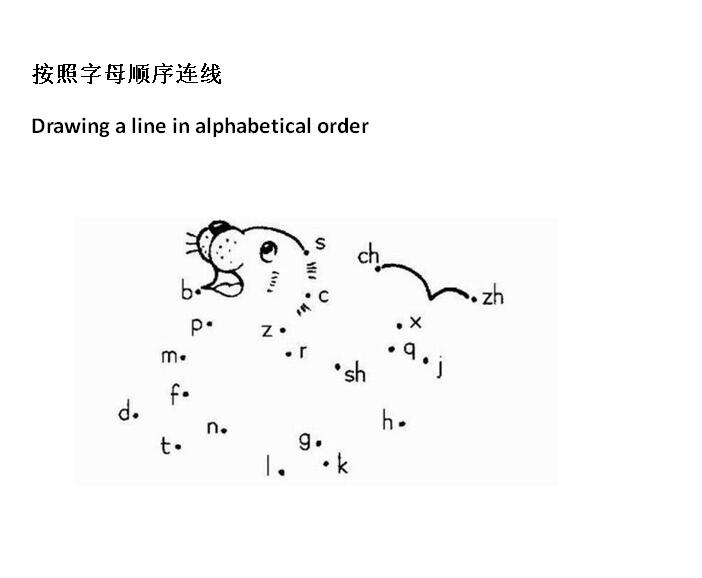 按照字母顺序连线
Drawing a line in alphabetical order
s
ch
b
c
zh
p
z
x
m
r
q
j
sh
f
d
n
h
t
g
l
k